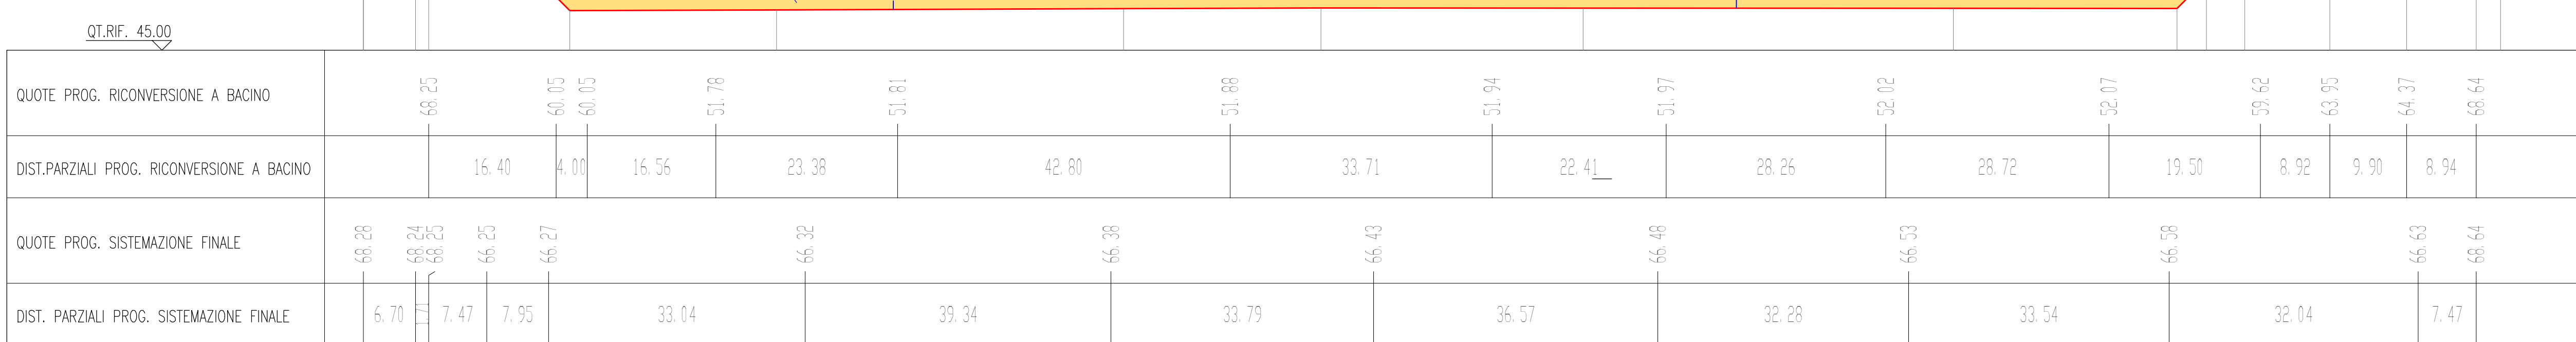 QT.RIF. 45.00
QUOTE PROG. RICONVERSIONE A BACINO 68.25 60.05 60.05 51.78 51.81 51.88 51.94 51.97 52.02 52.07 59.62 63.95 64.37 68.64
DIST.PARZIALI PROG. RICONVERSIONE A BACINO 16.40 4.00 16.56 23.38 42.80 33.71 22.41 28.26 28.72 19.50 8.92 9.90 8.94
QUOTE PROG. SISTEMAZIONE FINALE 68.28 68.24 68.25 66.25 66.27 66.32 66.38 66.43 66.48 66.53 66.58 66.63 68.64
DIST. PARZIALI PROG. SISTEMAZIONE FINALE 6.70 7.47 7.95 33.04 39.34 33.79 36.57 32.28 33.54 32.04 7.47